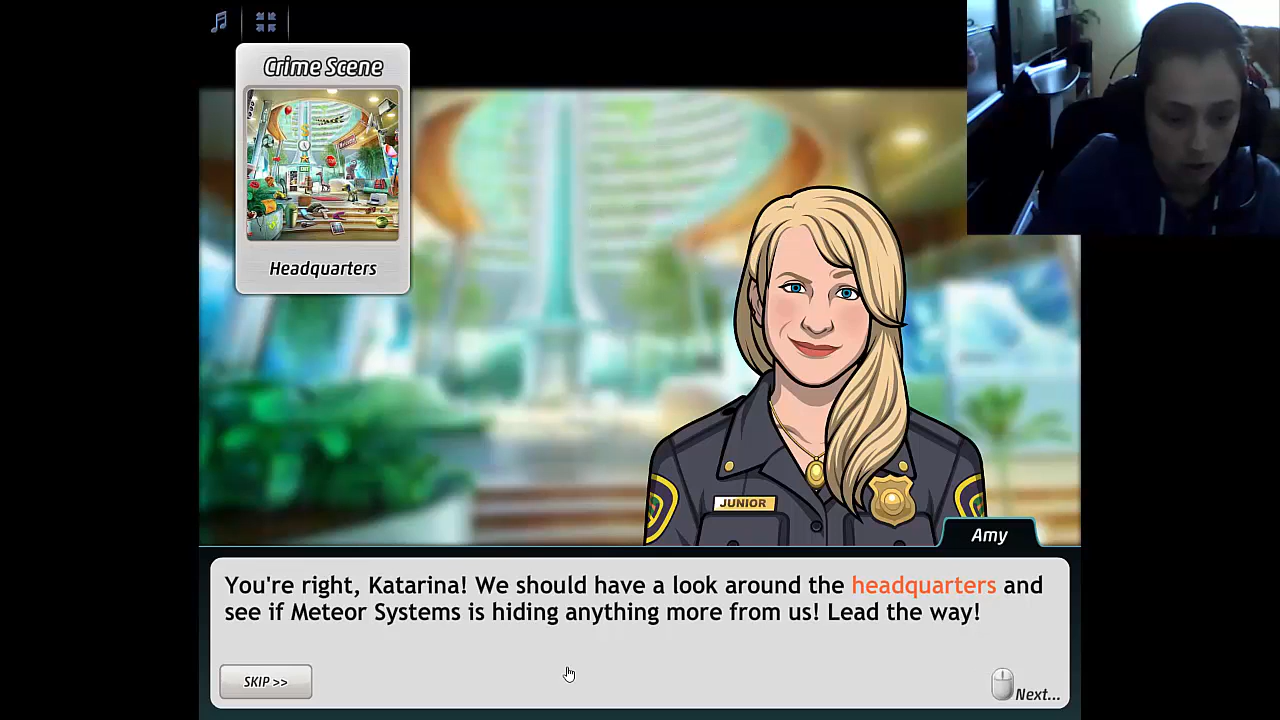 Crime Scene
Headquarters
JUNIOR
Amy
You're right, Katarina! We should have a look around the headquarters and
see if Meteor Systems is hiding anything more from us! Lead the way!
SKIP >>
Next...